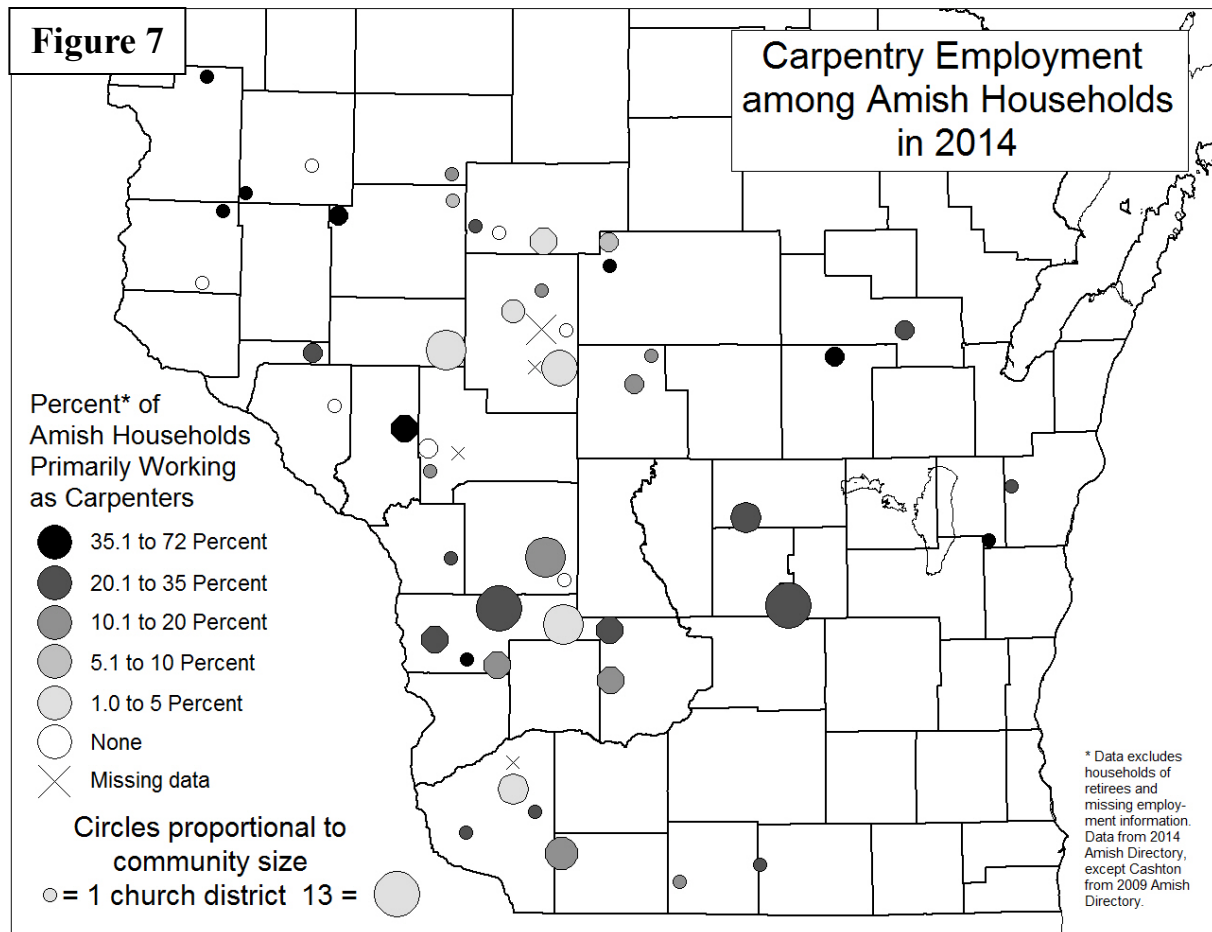 Figure 7
Carpentry Employment
among Amish Households
in 2014
Percent* of
Amish Households
Primarily Working
as Carpenters
35.1 to 72 Percent
20.1 to 35 Percent
10.1 to 20 Percent
5.1 to 10 Percent
1.0 to 5 Percent
None
Missing data
Circles proportional to
community size
= 1 church district 13 =
* Data excludes
households of
retirees and
missing employ-
ment information.
Data from 2014
Amish Directory,
except Cashton
from 2009 Amish
Directory.